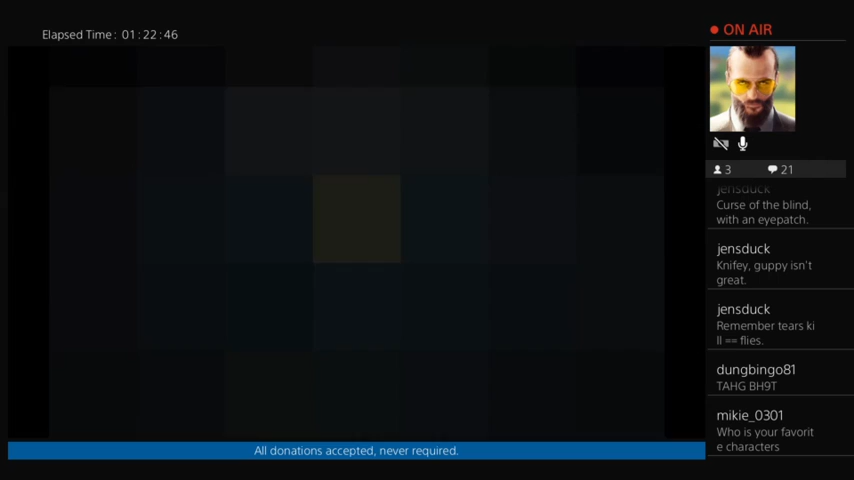 Elapsed Time: 01:22:46
ON AIR
3 21
jensduck
Curse of the blind,
with an eyepatch.
jensduck
Knifey, guppy isn't
great.
jensduck
Remember tears ki
ll == flies.
dungbingo81
TAHG BH9T
mikie_0301
Who is your favorit
e characters
All donations accepted, never required.